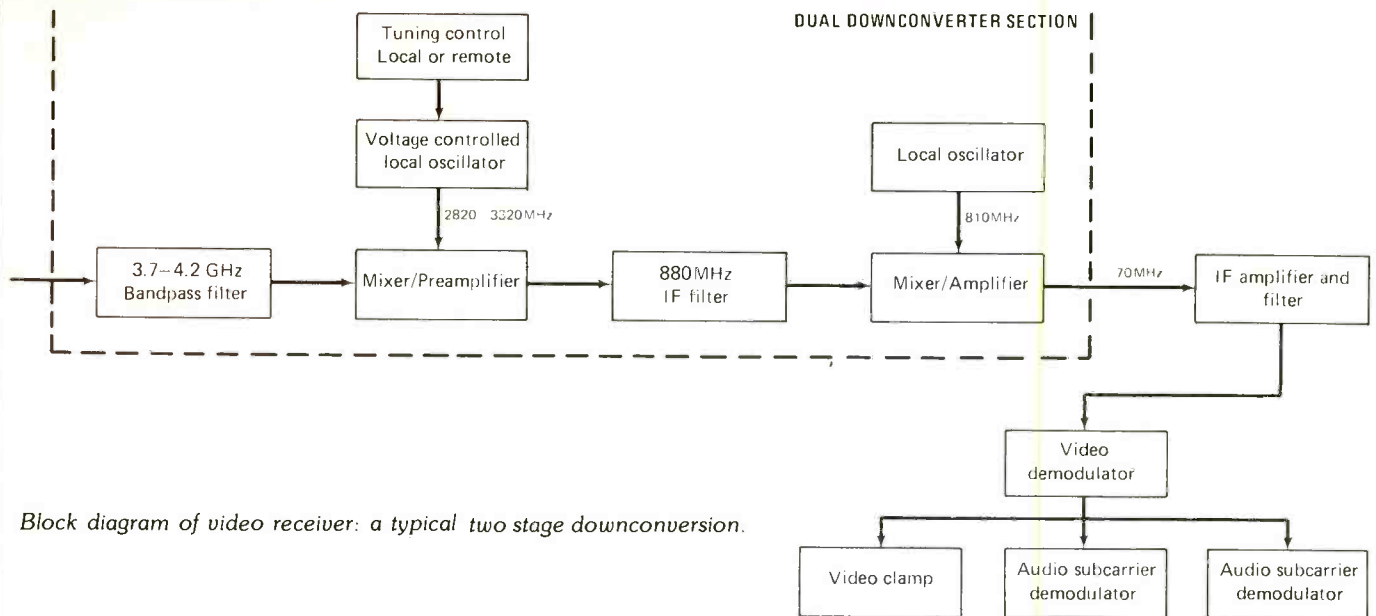 DUAL DOWNCONVERTER SECTION
Tuning control
Local or remote
Voltage controlled
local oscillator
Local oscillator
2820 3320MHz
810MHz
3.7–4.2 GHz
Bandpass filter
Mixer/Preamplifier
880MHz
IF filter
Mixer/Amplifier
70MHz
IF amplifier and
filter
Video
demodulator
Block diagram of video receiver: a typical two stage downconversion.
Video clamp
Audio subcarrier
demodulator
Audio subcarrier
demodulator